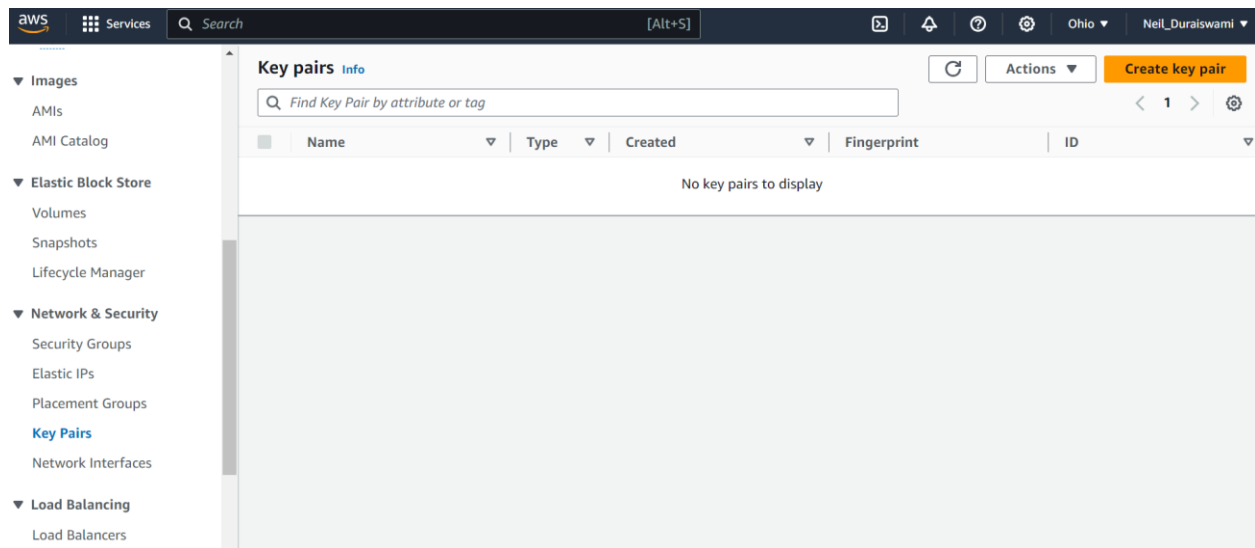 aws Services Search [Alt+S] Ohio Neil_Duraiswami
Images
AMIs
AMI Catalog
Elastic Block Store
Volumes
Snapshots
Lifecycle Manager
Network & Security
Security Groups
Elastic IPs
Placement Groups
Key Pairs
Network Interfaces
Load Balancing
Load Balancers
Key pairs Info Actions Create key pair
Find Key Pair by attribute or tag 1
Name Type Created Fingerprint ID
No key pairs to display